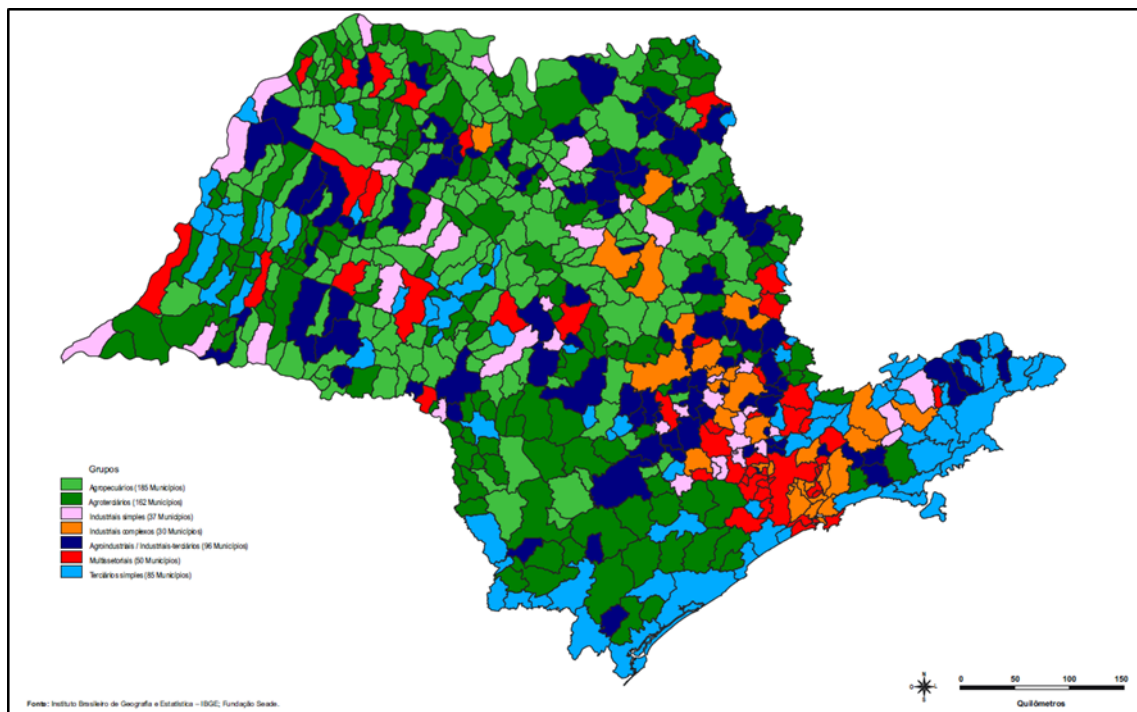 Grupos
Agropecuários (185 Municípios)
Agroterciários (162 Municípios)
Industriais simples (37 Municípios)
Industriais complexos (30 Municípios)
Agroindustriais / Industriais-terciários (96 Municípios)
Multissetoriais (50 Municípios)
Terciários simples (85 Municípios)
0 50 100 150
Quilômetros
Fonte: Instituto Brasileiro de Geografia e Estatística – IBGE; Fundação Seade.